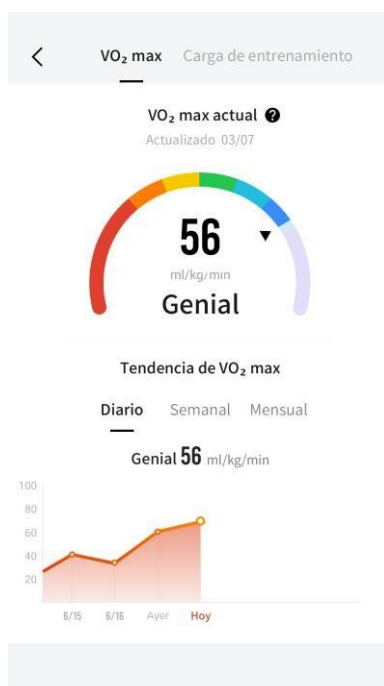 VO₂ max Carga de entrenamiento
VO₂ max actual ?
Actualizado 03/07
56
ml/kg/min
Genial
Tendencia de VO₂ max
Diario Semanal Mensual
Genial 56 ml/kg/min
100
80
60
40
20
6/15 6/16 Ayer Hoy